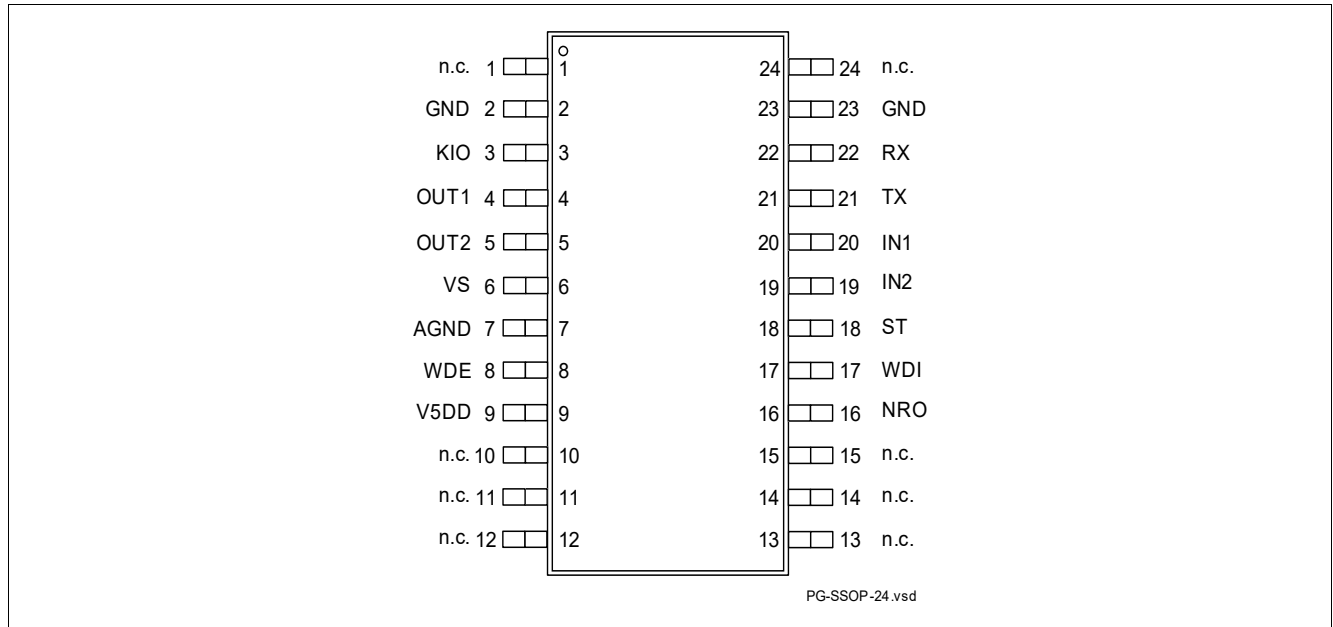 n.c. 1 1 24 24 n.c.
GND 2 2 23 23 GND
KIO 3 3 22 22 RX
OUT1 4 4 21 21 TX
OUT2 5 5 20 20 IN1
VS 6 6 19 19 IN2
AGND 7 7 18 18 ST
WDE 8 8 17 17 WDI
V5DD 9 9 16 16 NRO
n.c. 10 10 15 15 n.c.
n.c. 11 11 14 14 n.c.
n.c. 12 12 13 13 n.c.
PG-SSOP-24.vsd